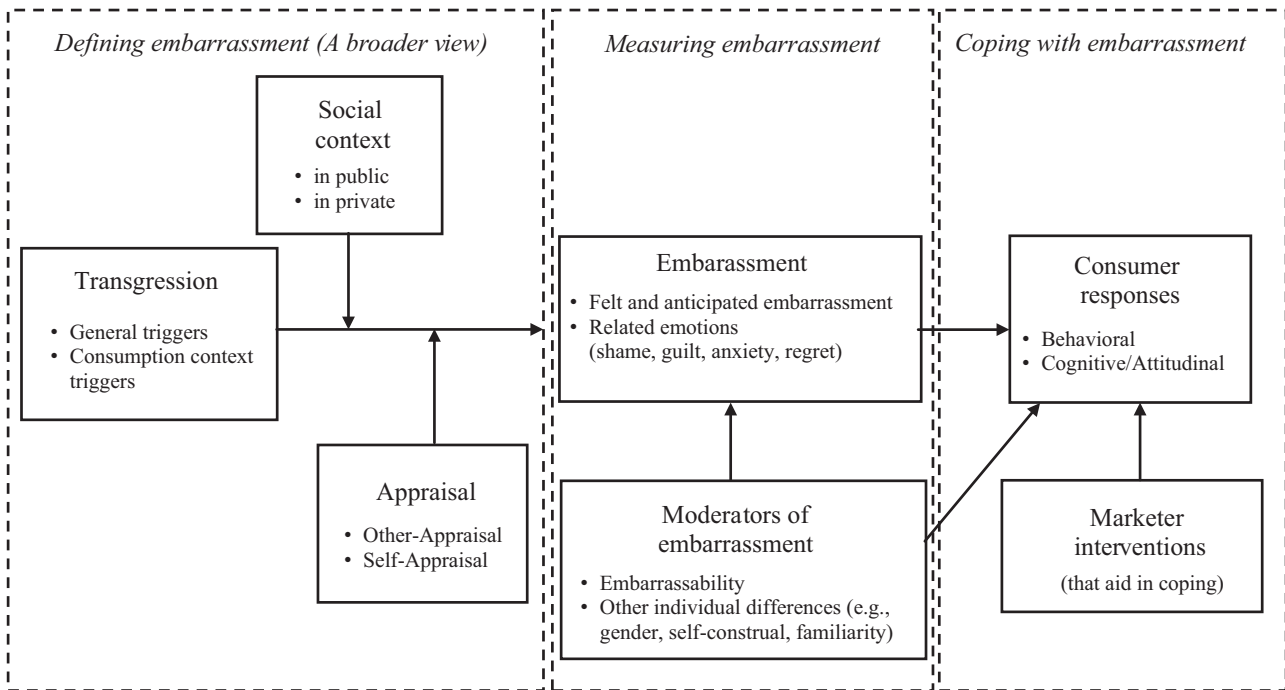 Defining embarrassment (A broader view)
Social
context
• in public
• in private
Transgression
• General triggers
• Consumption context
triggers
Appraisal
• Other-Appraisal
• Self-Appraisal
Measuring embarrassment
Embarassment
• Felt and anticipated embarrassment
• Related emotions
(shame, guilt, anxiety, regret)
Moderators of
embarrassment
• Embarrassability
• Other individual differences (e.g.,
gender, self-construal, familiarity)
Coping with embarrassment
Consumer
responses
• Behavioral
• Cognitive/Attitudinal
Marketer
interventions
(that aid in coping)